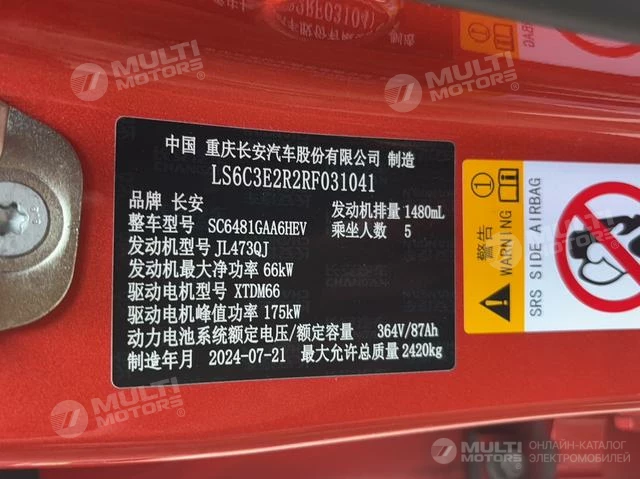 2RF031041
MULTI MOTORS®
MULTI MOTORS®
MULTI MOTORS®
中国 重庆长安汽车股份有限公司 制造
LS6C3E2R2RF031041
品牌 长安 发动机排量 1480mL
整车型号 SC6481GAA6HEV 乘坐人数 5
发动机型号 JL473QJ
发动机最大净功率 66kW
驱动电机型号 XTDM66
驱动电机峰值功率 175kW
动力电池系统额定电压/额定容量 364V/87Ah
制造年月 2024-07-21 最大允许总质量 2420kg
警告
SRS SIDE AIRBAG
MULTI MOTORS®
MULTI MOTORS
ОНЛАЙН-КАТАЛОГ
ЭЛЕКТРОМОБИЛЕЙ